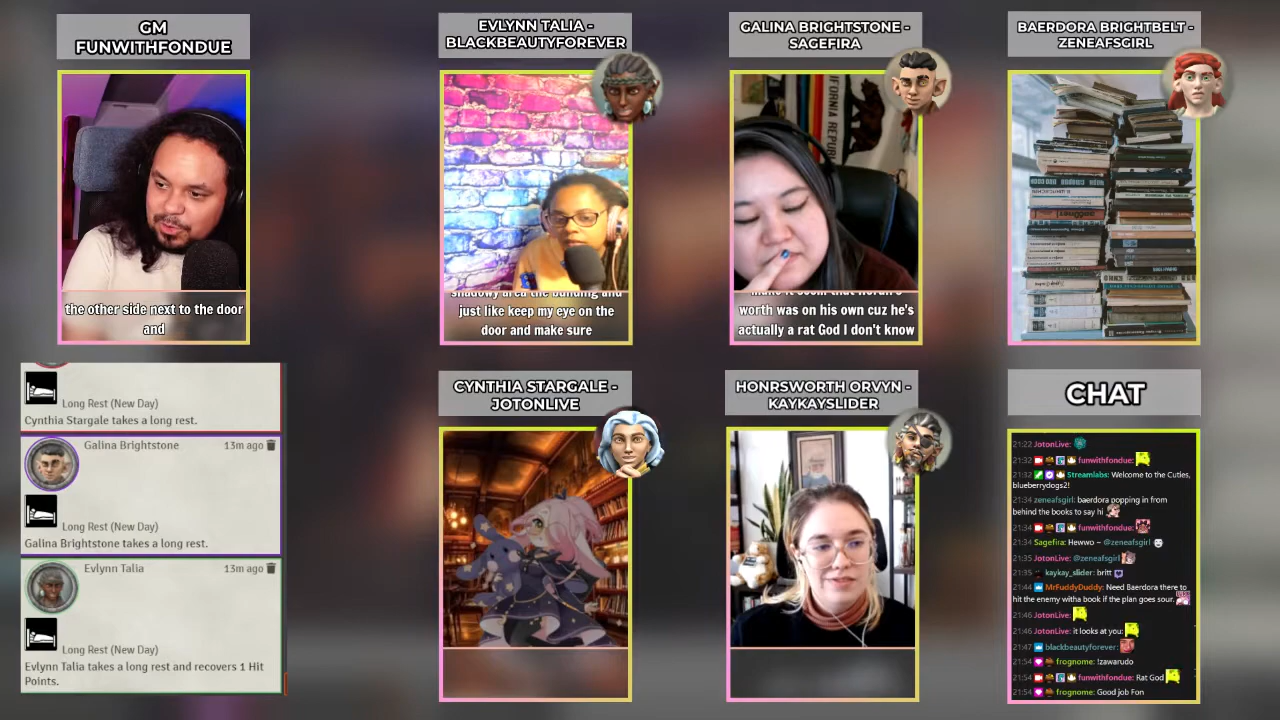 GM
FUNWITHFONDUE
EVLYNN TALIA -
BLACKBEAUTYFOREVER
GALINA BRIGHTSTONE -
SAGEFIRA
BAERDORA BRIGHTBELT -
ZENEAFSGIRL
the other side next to the door
and
shadowy area the building and
just like keep my eye on the
door and make sure
worth was on his own cuz he's
actually a rat God I don't know
Long Rest (New Day)
Cynthia Stargale takes a long rest.
Galina Brightstone
13m ago
Long Rest (New Day)
Galina Brightstone takes a long rest.
Evlynn Talia
13m ago
Long Rest (New Day)
Evlynn Talia takes a long rest and recovers 1 Hit
Points.
CYNTHIA STARGALE -
JOTONLIVE
HONRSWORTH ORVYN -
KAYKAYSLIDER
CHAT
21:22 JotonLive:
21:32 funwithfondue:
21:32 Streamlabs: Welcome to the Cuties,
blueberrydogs2!
21:34 zeneafsgirl: baerdora popping in from
behind the books to say hi
21:34 funwithfondue:
21:34 Sagefira: Hewwo ~ @zeneafsgirl
21:35 JotonLive: @zeneafsgirl
21:35 kaykay_slider: britt
21:44 MrFuddyDuddy: Need Baerdora there to
hit the enemy witha book if the plan goes sour.
21:46 JotonLive:
21:46 JotonLive: it looks at you:
21:47 blackbeautyforever:
21:54 frognome: !zawarudo
21:54 funwithfondue: Rat God
21:54 frognome: Good job Fon